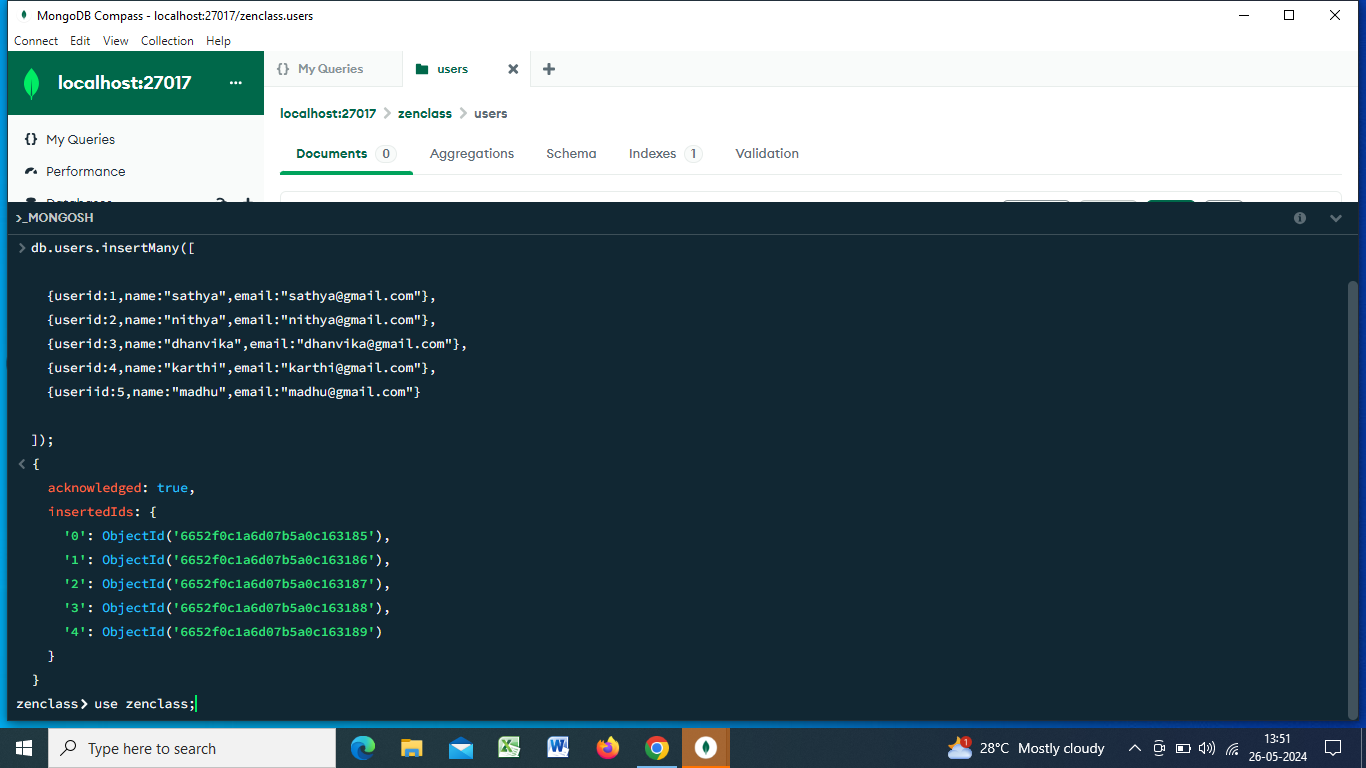 MongoDB Compass - localhost:27017/zenclass.users
Connect Edit View Collection Help
localhost:27017 ...
{} My Queries
users
localhost:27017 > zenclass > users
{} My Queries
Documents 0 Aggregations Schema Indexes 1 Validation
Performance
Databases
>_MONGOSH
> db.users.insertMany([
{userid:1,name:"sathya",email:"sathya@gmail.com"},
{userid:2,name:"nithya",email:"nithya@gmail.com"},
{userid:3,name:"dhanvika",email:"dhanvika@gmail.com"},
{userid:4,name:"karthi",email:"karthi@gmail.com"},
{useriid:5,name:"madhu",email:"madhu@gmail.com"}
]);
< {
acknowledged: true,
insertedIds: {
'0': ObjectId('6652f0c1a6d07b5a0c163185'),
'1': ObjectId('6652f0c1a6d07b5a0c163186'),
'2': ObjectId('6652f0c1a6d07b5a0c163187'),
'3': ObjectId('6652f0c1a6d07b5a0c163188'),
'4': ObjectId('6652f0c1a6d07b5a0c163189')
}
}
zenclass> use zenclass;
Type here to search
1
28°C Mostly cloudy
13:51
26-05-2024